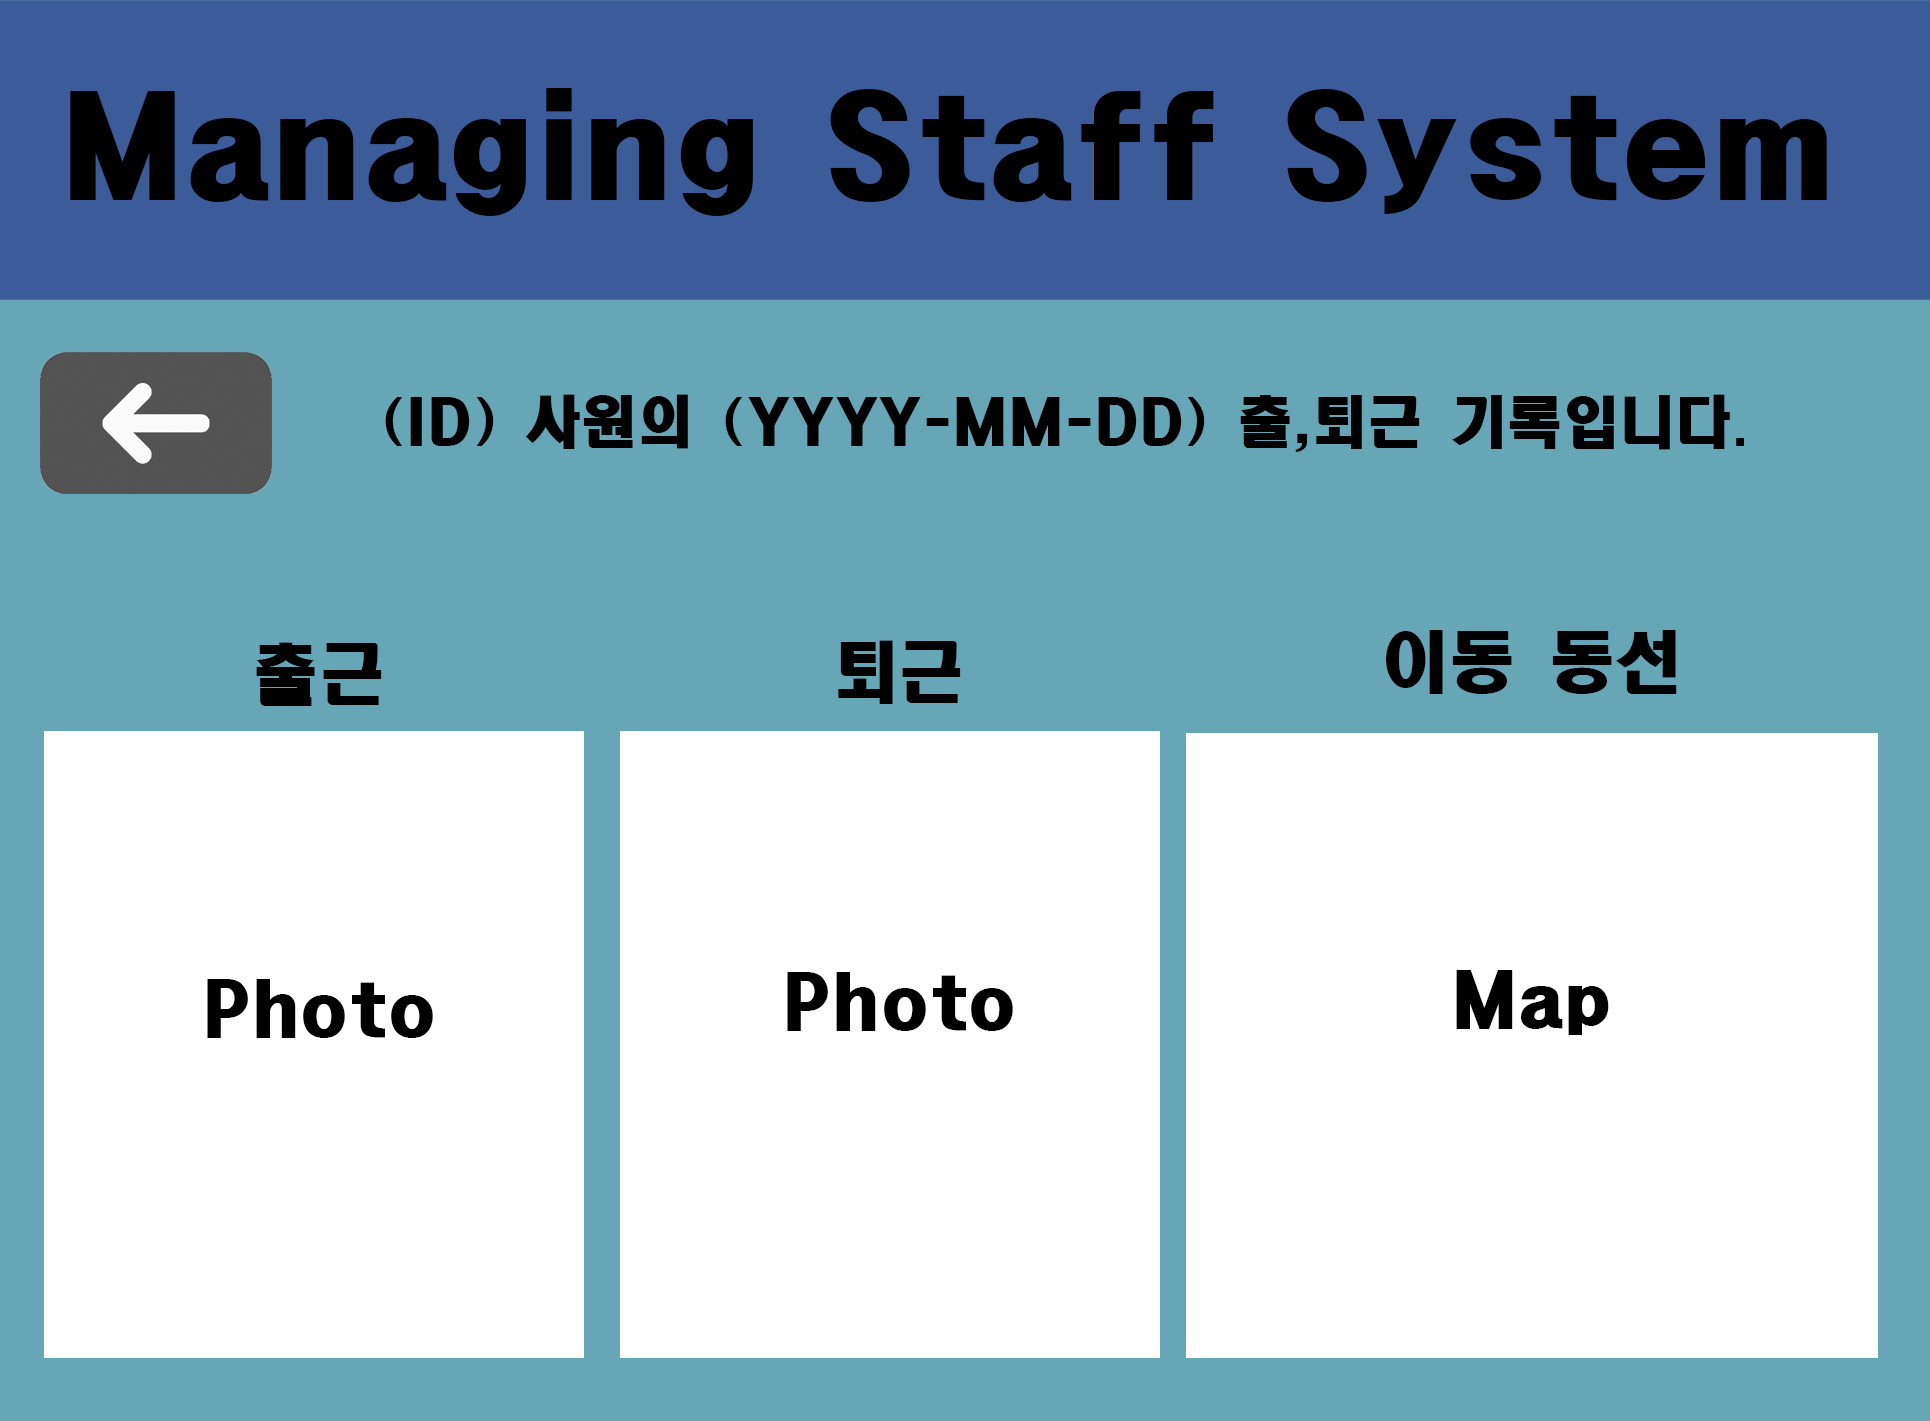 Managing Staff System
(ID) 사원의 (YYYY-MM-DD) 출,퇴근 기록입니다.
출근
퇴근
이동 동선
Photo
Photo
Map